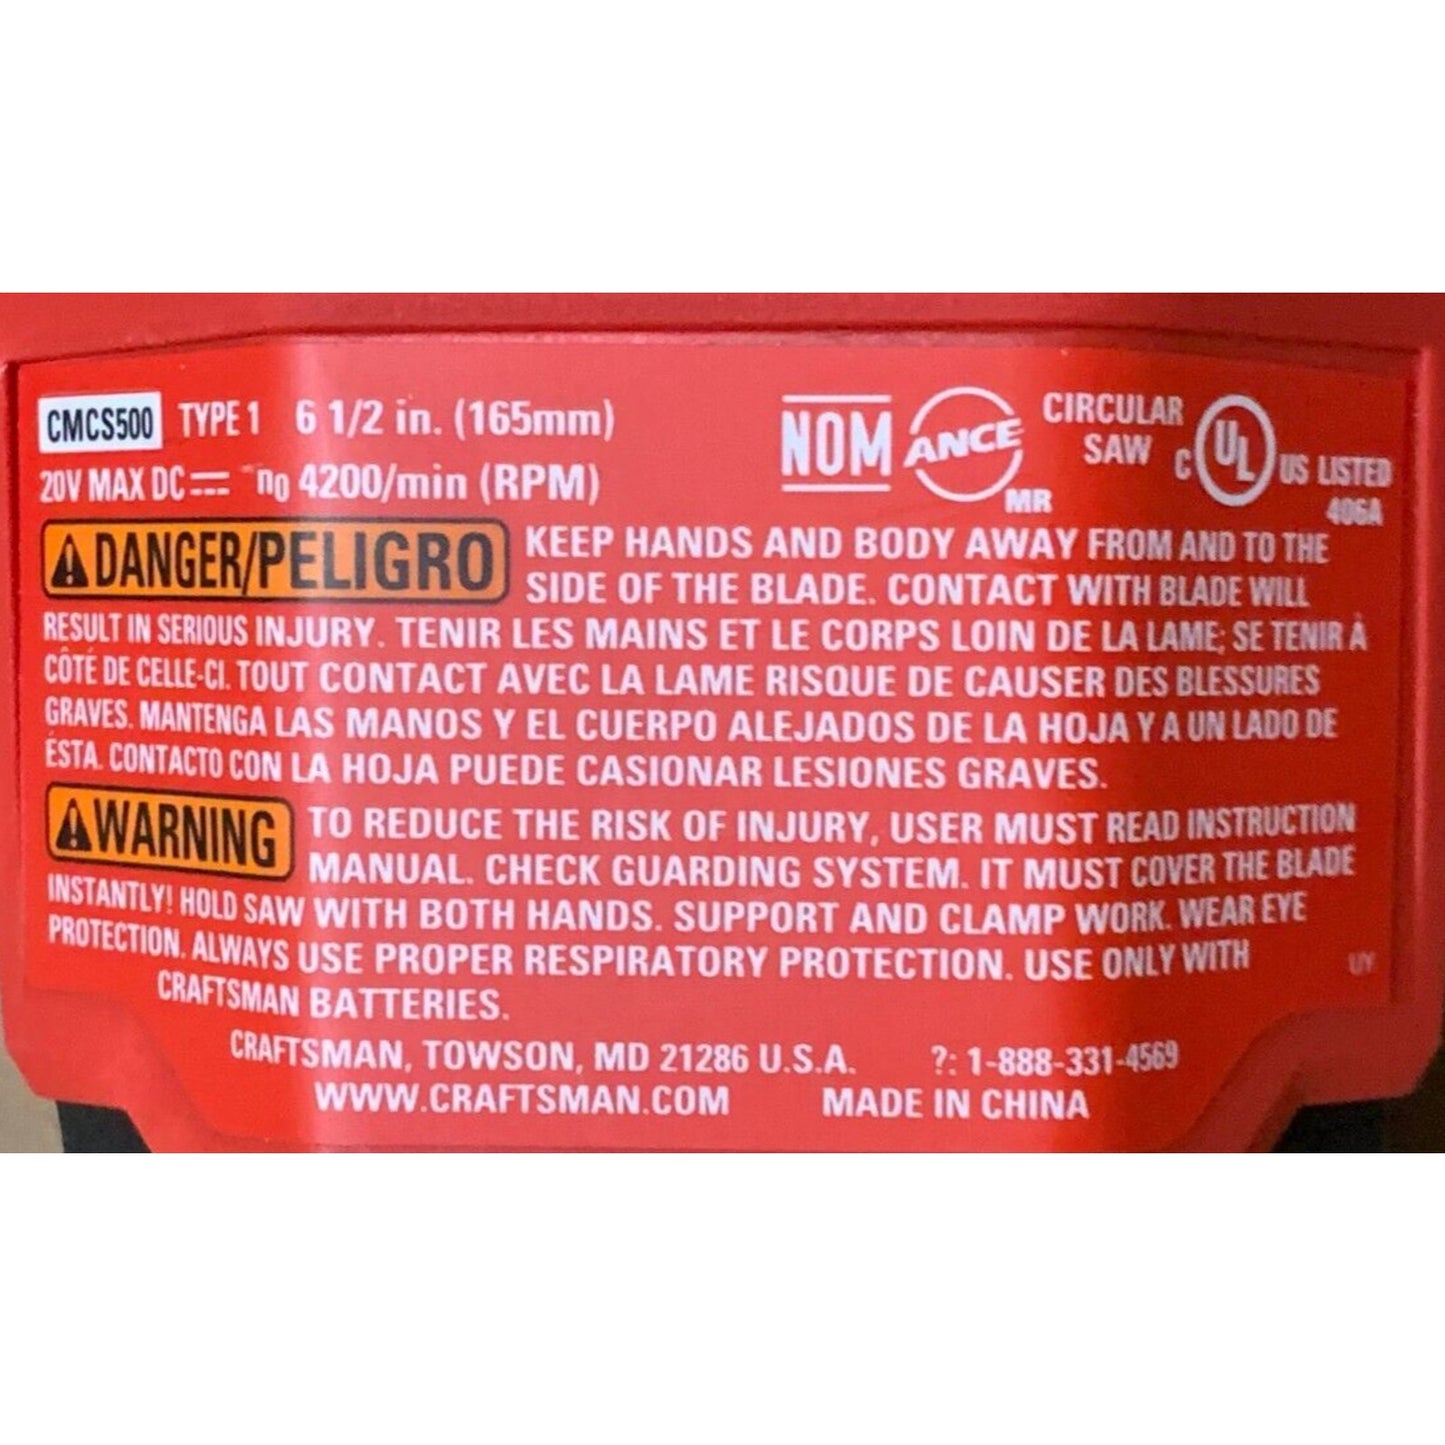 CMCS500 TYPE 1 6 1/2 in. (165mm) NOM ANCE MR CIRCULAR SAW C UL US LISTED 406A
20V MAX DC ⎓ n0 4200/min (RPM)
DANGER/PELIGRO KEEP HANDS AND BODY AWAY FROM AND TO THE
SIDE OF THE BLADE. CONTACT WITH BLADE WILL
RESULT IN SERIOUS INJURY. TENIR LES MAINS ET LE CORPS LOIN DE LA LAME; SE TENIR À
CÔTÉ DE CELLE-CI. TOUT CONTACT AVEC LA LAME RISQUE DE CAUSER DES BLESSURES
GRAVES. MANTENGA LAS MANOS Y EL CUERPO ALEJADOS DE LA HOJA Y A UN LADO DE
ÉSTA. CONTACTO CON LA HOJA PUEDE CASIONAR LESIONES GRAVES.
WARNING TO REDUCE THE RISK OF INJURY, USER MUST READ INSTRUCTION
MANUAL. CHECK GUARDING SYSTEM. IT MUST COVER THE BLADE
INSTANTLY! HOLD SAW WITH BOTH HANDS. SUPPORT AND CLAMP WORK. WEAR EYE
PROTECTION. ALWAYS USE PROPER RESPIRATORY PROTECTION. USE ONLY WITH
CRAFTSMAN BATTERIES.
CRAFTSMAN, TOWSON, MD 21286 U.S.A. ?: 1-888-331-4569
WWW.CRAFTSMAN.COM MADE IN CHINA